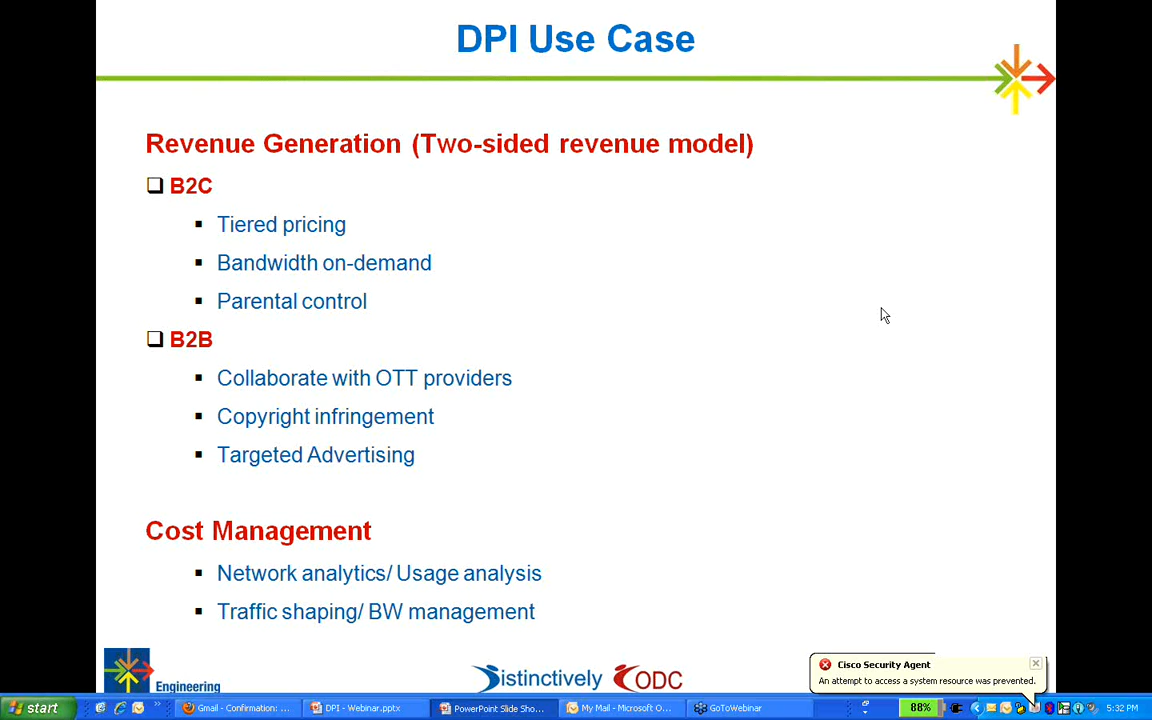 DPI Use Case
Revenue Generation (Two-sided revenue model)
B2C
Tiered pricing
Bandwidth on-demand
Parental control
B2B
Collaborate with OTT providers
Copyright infringement
Targeted Advertising
Cost Management
Network analytics/ Usage analysis
Traffic shaping/ BW management
Engineering
Distinctively ODC
Cisco Security Agent
An attempt to access a system resource was prevented.
start
Gmail - Confirmation: ...
DPI - Webinar.pptx
PowerPoint Slide Sho...
My Mail - Microsoft O...
GoToWebinar
88%
5:32 PM